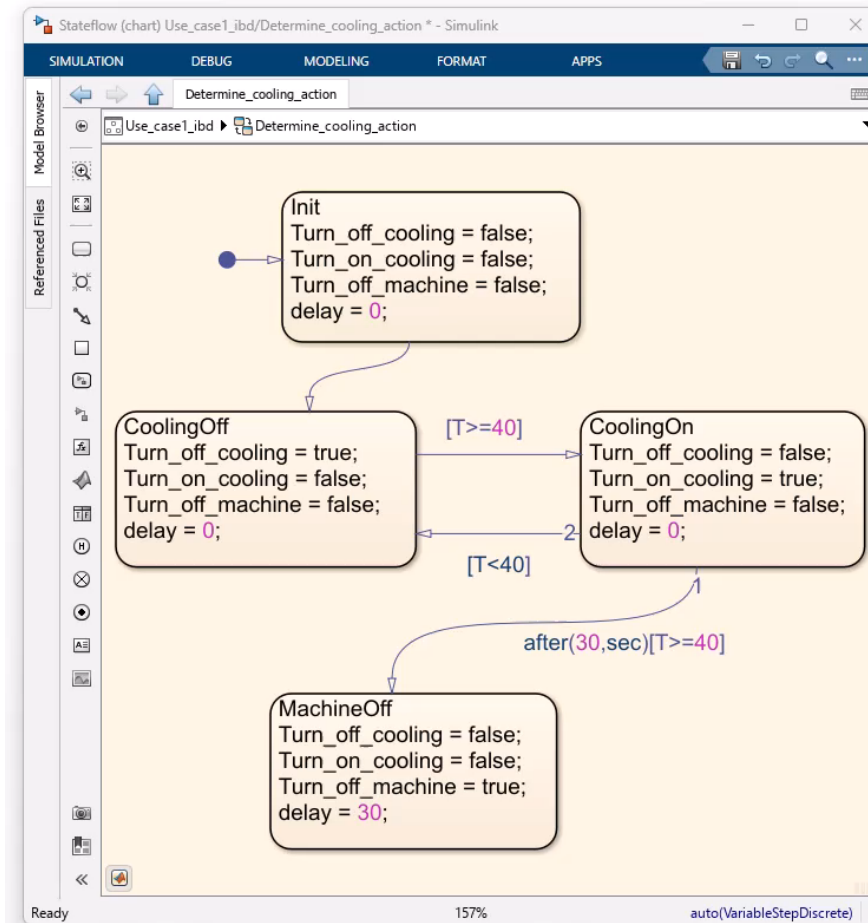 Stateflow (chart) Use_case1_ibd/Determine_cooling_action * - Simulink
SIMULATION DEBUG MODELING FORMAT APPS
Model Browser
Referenced Files
Determine_cooling_action
Use_case1_ibd Determine_cooling_action
Init
Turn_off_cooling = false;
Turn_on_cooling = false;
Turn_off_machine = false;
delay = 0;
CoolingOff
Turn_off_cooling = true;
Turn_on_cooling = false;
Turn_off_machine = false;
delay = 0;
[T>=40]
CoolingOn
Turn_off_cooling = false;
Turn_on_cooling = true;
Turn_off_machine = false;
delay = 0;
2
[T<40]
1
after(30,sec)[T>=40]
MachineOff
Turn_off_cooling = false;
Turn_on_cooling = false;
Turn_off_machine = true;
delay = 30;
Ready 157% auto(VariableStepDiscrete)